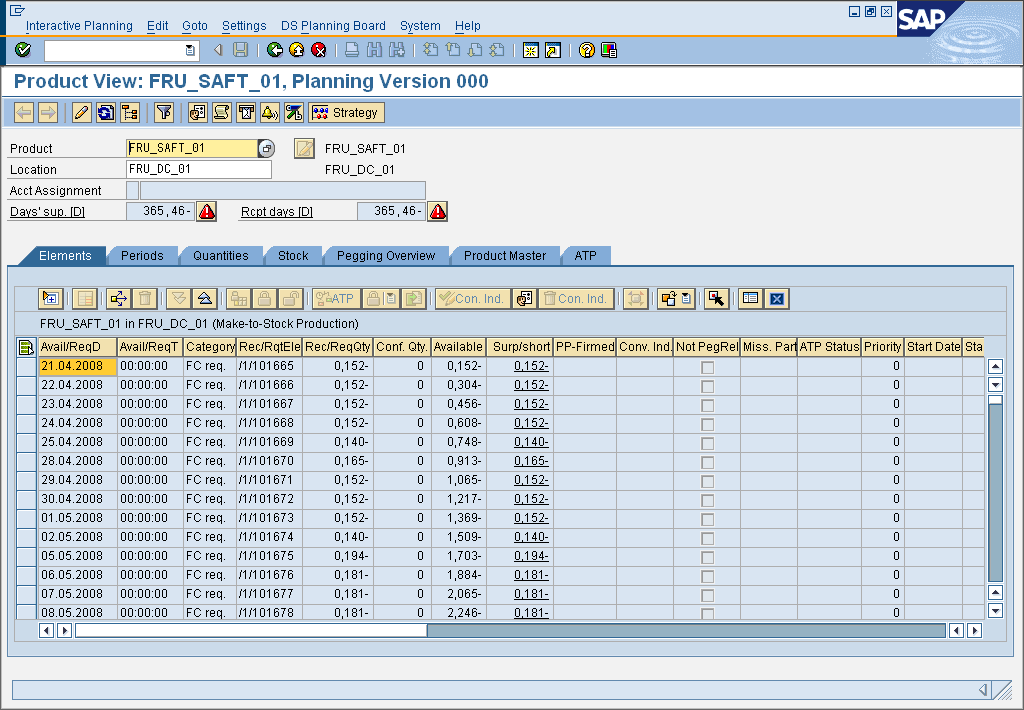 Interactive Planning Edit Goto Settings DS Planning Board System Help
SAP
Product View: FRU_SAFT_01, Planning Version 000
Strategy
Product FRU_SAFT_01 FRU_SAFT_01
Location FRU_DC_01 FRU_DC_01
Acct Assignment
Days' sup. [D] 365,46- Rcpt days [D] 365,46-
Elements Periods Quantities Stock Pegging Overview Product Master ATP
ATP Con. Ind. Con. Ind.
FRU_SAFT_01 in FRU_DC_01 (Make-to-Stock Production)
Avail/ReqD Avail/ReqT Category Rec/RqtEle Rec/ReqQty Conf. Qty. Available Surp/short PP-Firmed Conv. Ind. Not PegRel Miss. Part ATP Status Priority Start Date Sta
21.04.2008 00:00:00 FC req. /1/101665 0,152- 0 0,152- 0,152- 0
22.04.2008 00:00:00 FC req. /1/101666 0,152- 0 0,304- 0,152- 0
23.04.2008 00:00:00 FC req. /1/101667 0,152- 0 0,456- 0,152- 0
24.04.2008 00:00:00 FC req. /1/101668 0,152- 0 0,608- 0,152- 0
25.04.2008 00:00:00 FC req. /1/101669 0,140- 0 0,748- 0,140- 0
28.04.2008 00:00:00 FC req. /1/101670 0,165- 0 0,913- 0,165- 0
29.04.2008 00:00:00 FC req. /1/101671 0,152- 0 1,065- 0,152- 0
30.04.2008 00:00:00 FC req. /1/101672 0,152- 0 1,217- 0,152- 0
01.05.2008 00:00:00 FC req. /1/101673 0,152- 0 1,369- 0,152- 0
02.05.2008 00:00:00 FC req. /1/101674 0,140- 0 1,509- 0,140- 0
05.05.2008 00:00:00 FC req. /1/101675 0,194- 0 1,703- 0,194- 0
06.05.2008 00:00:00 FC req. /1/101676 0,181- 0 1,884- 0,181- 0
07.05.2008 00:00:00 FC req. /1/101677 0,181- 0 2,065- 0,181- 0
08.05.2008 00:00:00 FC req. /1/101678 0,181- 0 2,246- 0,181- 0